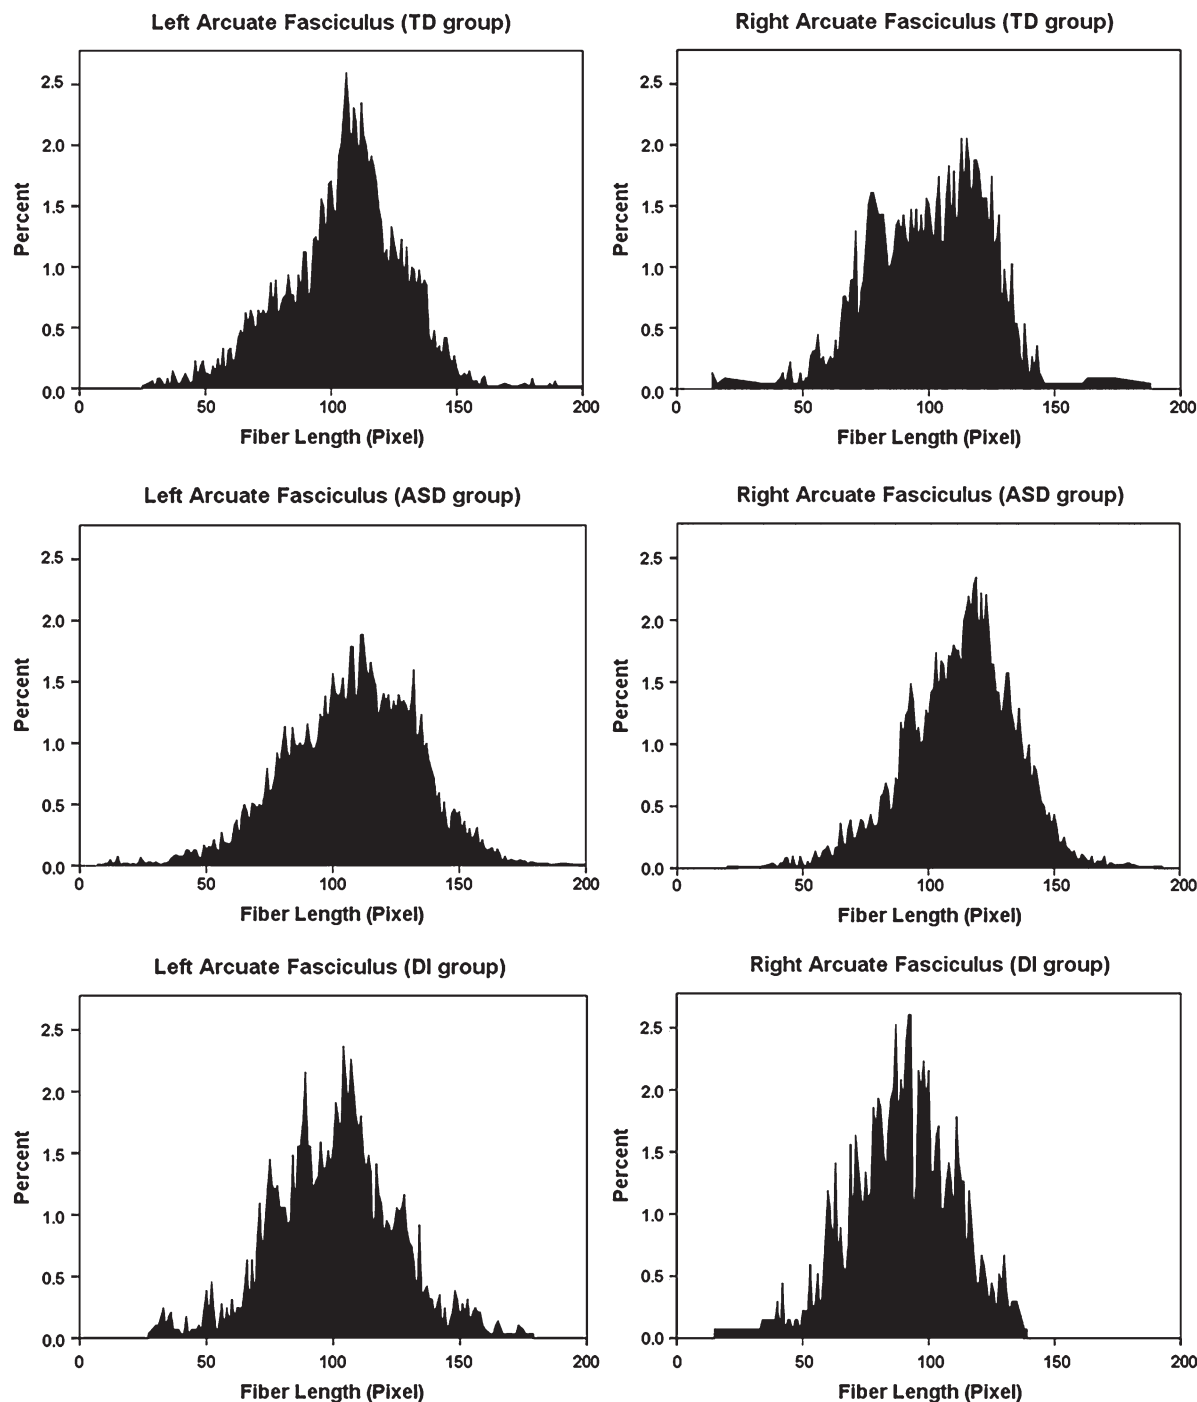 Left Arcuate Fasciculus (TD group)
2.5
2.0
1.5
1.0
0.5
0.0
Percent
0 50 100 150 200
Fiber Length (Pixel)
Right Arcuate Fasciculus (TD group)
2.5
2.0
1.5
1.0
0.5
0.0
Percent
0 50 100 150 200
Fiber Length (Pixel)
Left Arcuate Fasciculus (ASD group)
2.5
2.0
1.5
1.0
0.5
0.0
Percent
0 50 100 150 200
Fiber Length (Pixel)
Right Arcuate Fasciculus (ASD group)
2.5
2.0
1.5
1.0
0.5
0.0
Percent
0 50 100 150 200
Fiber Length (Pixel)
Left Arcuate Fasciculus (DI group)
2.5
2.0
1.5
1.0
0.5
0.0
Percent
0 50 100 150 200
Fiber Length (Pixel)
Right Arcuate Fasciculus (DI group)
2.5
2.0
1.5
1.0
0.5
0.0
Percent
0 50 100 150 200
Fiber Length (Pixel)